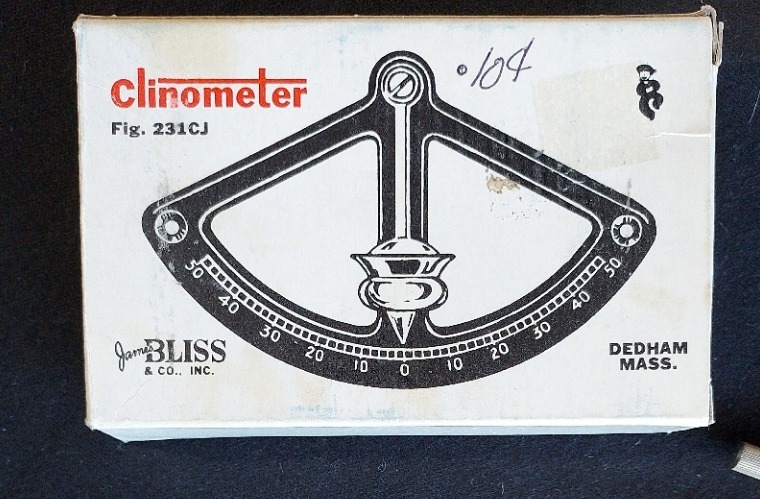 Clinometer
Fig. 231CJ
50 40 30 20 10 0 10 20 30 40 50
James BLISS
& CO., INC.
DEDHAM
MASS.